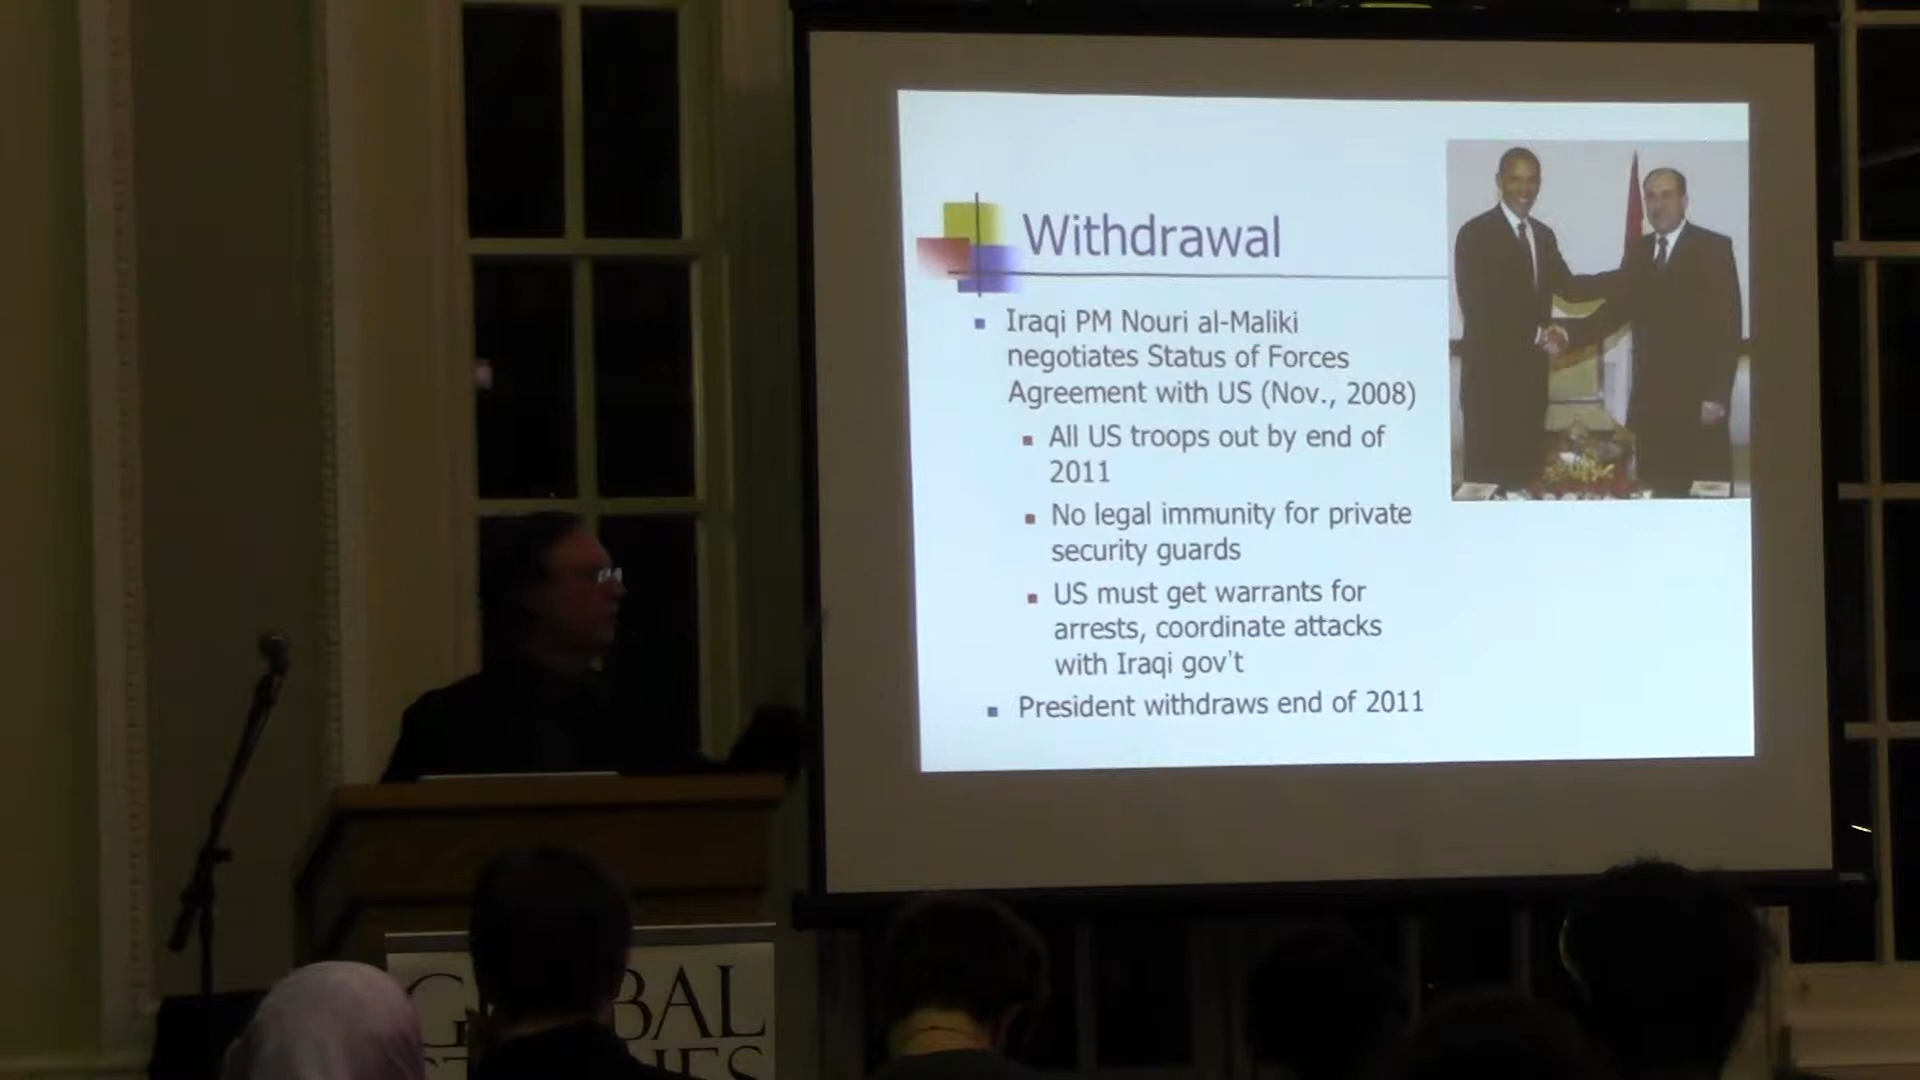 Withdrawal
Iraqi PM Nouri al-Maliki
negotiates Status of Forces
Agreement with US (Nov., 2008)
All US troops out by end of
2011
No legal immunity for private
security guards
US must get warrants for
arrests, coordinate attacks
with Iraqi gov't
President withdraws end of 2011